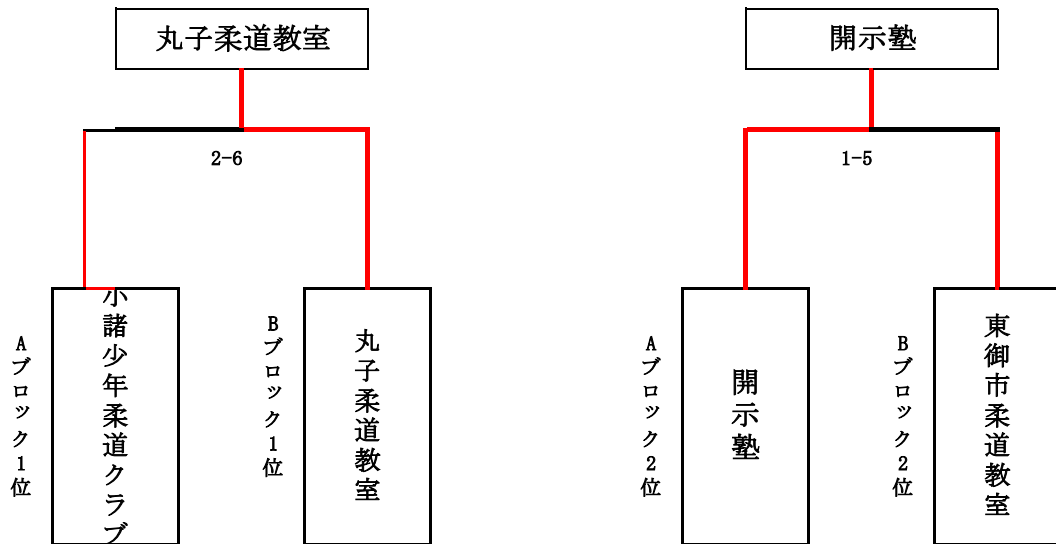 丸子柔道教室
開示塾
2-6
1-5
Aブロック1位
小諸少年柔道クラブ
Bブロック1位
丸子柔道教室
Aブロック2位
開示塾
Bブロック2位
東御市柔道教室